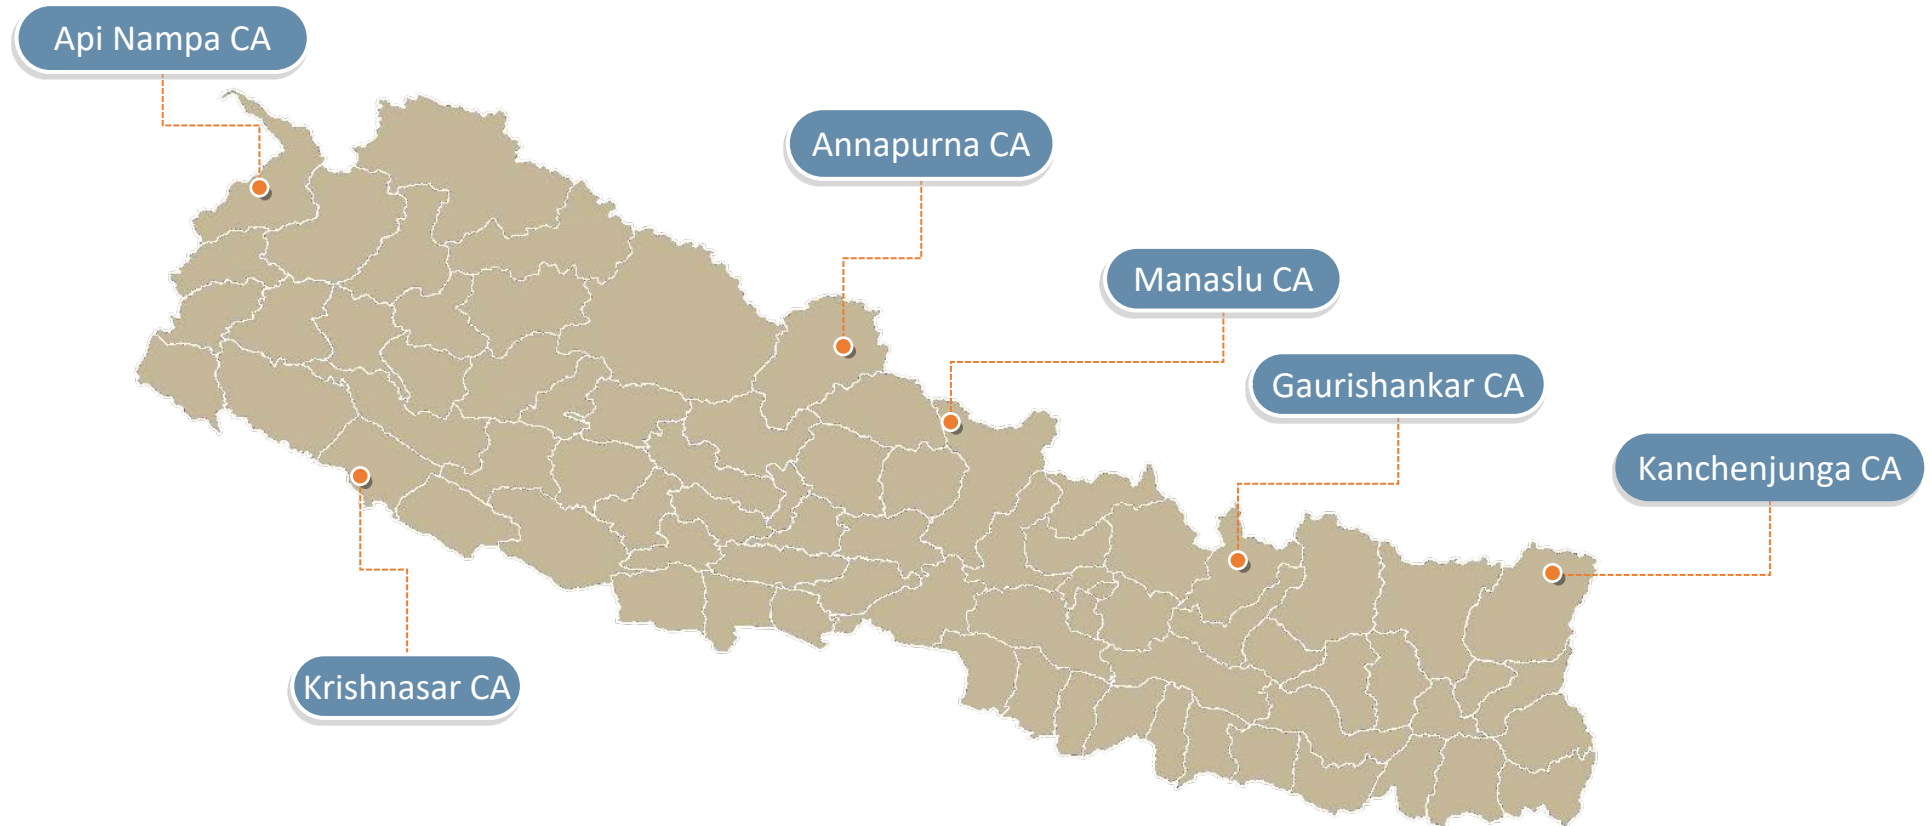 Api Nampa CA
Annapurna CA
Manaslu CA
Gaurishankar CA
Kanchenjunga CA
Krishnasar CA